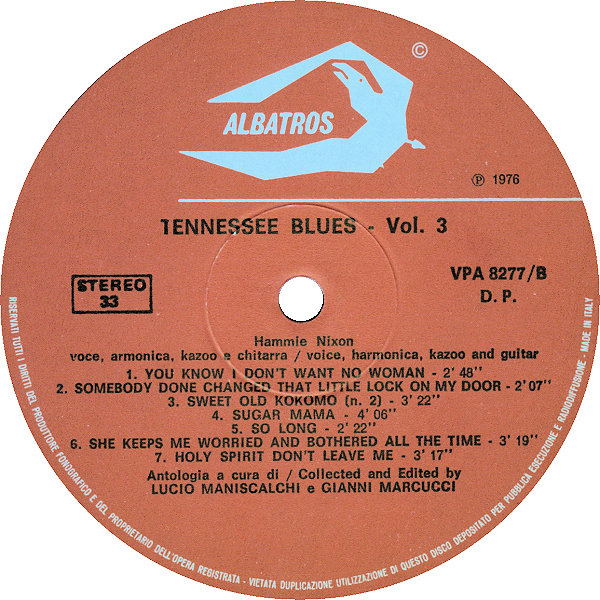 ©
ALBATROS
℗ 1976
TENNESSEE BLUES - Vol. 3
STEREO
33
VPA 8277/B
D. P.
Hammie Nixon
voce, armonica, kazoo e chitarra / voice, harmonica, kazoo and guitar
1. YOU KNOW I DON'T WANT NO WOMAN - 2' 48''
2. SOMEBODY DONE CHANGED THAT LITTLE LOCK ON MY DOOR - 2' 07''
3. SWEET OLD KOKOMO (n. 2) - 3' 22''
4. SUGAR MAMA - 4' 06''
5. SO LONG - 2' 22''
6. SHE KEEPS ME WORRIED AND BOTHERED ALL THE TIME - 3' 19''
7. HOLY SPIRIT DON'T LEAVE ME - 3' 17''
Antologia a cura di / Collected and Edited by
LUCIO MANISCALCHI e GIANNI MARCUCCI
RISERVATI TUTTI I DIRITTI DEL PRODUTTORE FONOGRAFICO E DEL PROPRIETARIO DELL'OPERA REGISTRATA - VIETATA DUPLICAZIONE UTILIZZAZIONE DI QUESTO DISCO DEPOSITATO PER PUBBLICA ESECUZIONE E RADIODIFFUSIONE - MADE IN ITALY